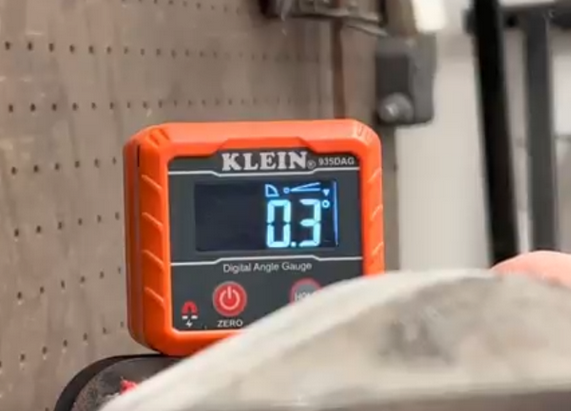 KLEIN® 935DAG
0.3°
Digital Angle Gauge
ZERO